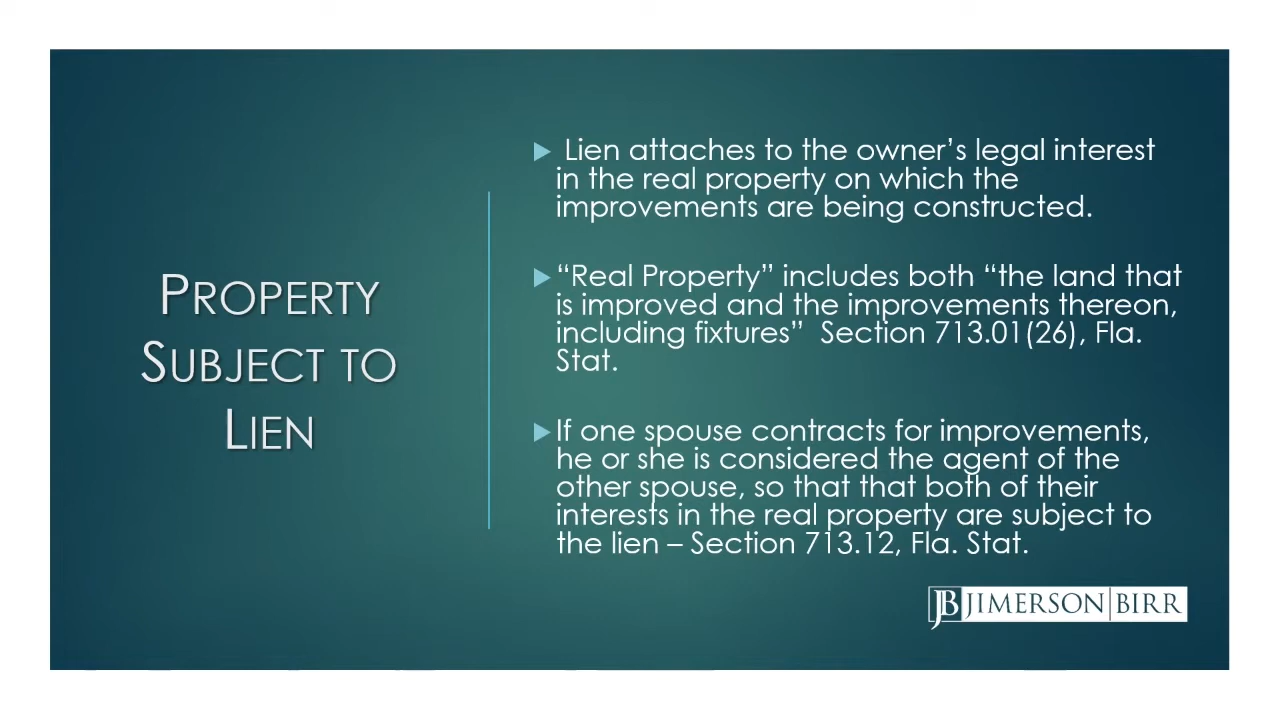 PROPERTY
SUBJECT TO
LIEN
Lien attaches to the owner’s legal interest
in the real property on which the
improvements are being constructed.
“Real Property” includes both “the land that
is improved and the improvements thereon,
including fixtures”  Section 713.01(26), Fla.
Stat.
If one spouse contracts for improvements,
he or she is considered the agent of the
other spouse, so that that both of their
interests in the real property are subject to
the lien – Section 713.12, Fla. Stat.
JB JIMERSON|BIRR